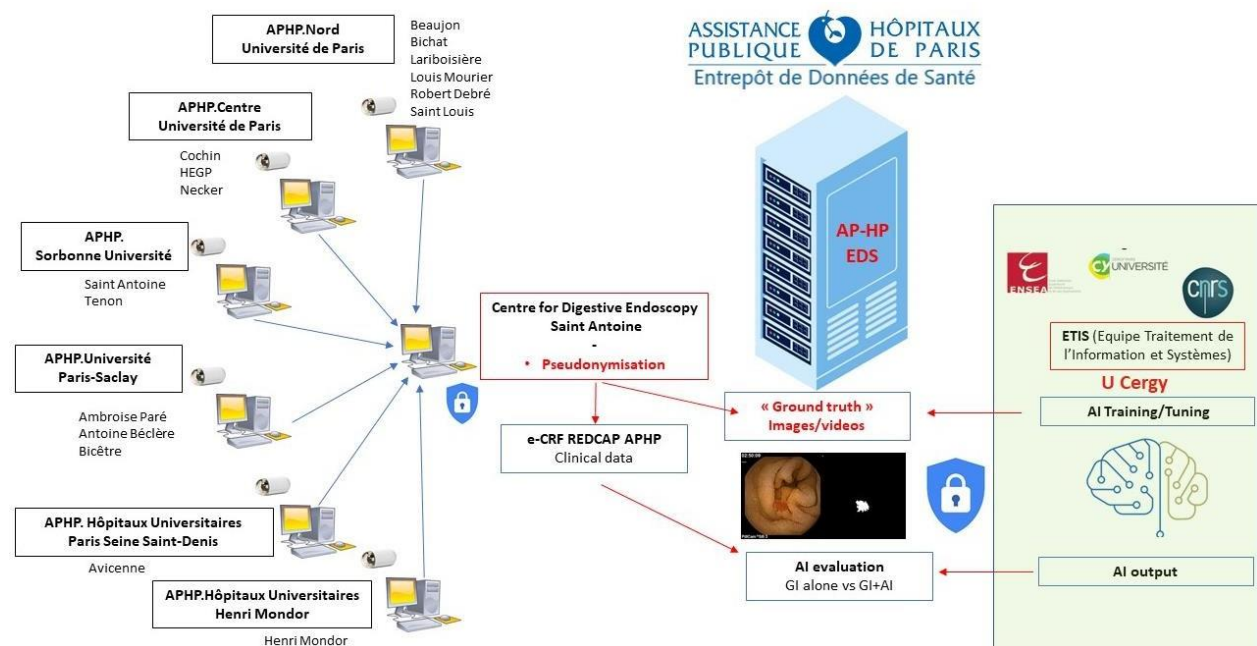 APHP.Nord
Université de Paris
Beaujon
Bichat
Lariboisière
Louis Mourier
Robert Debré
Saint Louis
APHP.Centre
Université de Paris
Cochin
HEGP
Necker
APHP.
Sorbonne Université
Saint Antoine
Tenon
APHP.Université
Paris-Saclay
Ambroise Paré
Antoine Béclère
Bicêtre
APHP. Hôpitaux Universitaires
Paris Seine Saint-Denis
Avicenne
APHP.Hôpitaux Universitaires
Henri Mondor
Henri Mondor
Centre for Digestive Endoscopy
Saint Antoine
-
• Pseudonymisation
e-CRF REDCAP APHP
Clinical data
ASSISTANCE HÔPITAUX
PUBLIQUE DE PARIS
Entrepôt de Données de Santé
AP-HP
EDS
« Ground truth »
Images/videos
AI evaluation
GI alone vs GI+AI
-
ENSEA
CY UNIVERSITÉ
cnrs
ETIS (Equipe Traitement de
l’Information et Systèmes)
U Cergy
AI Training/Tuning
AI output